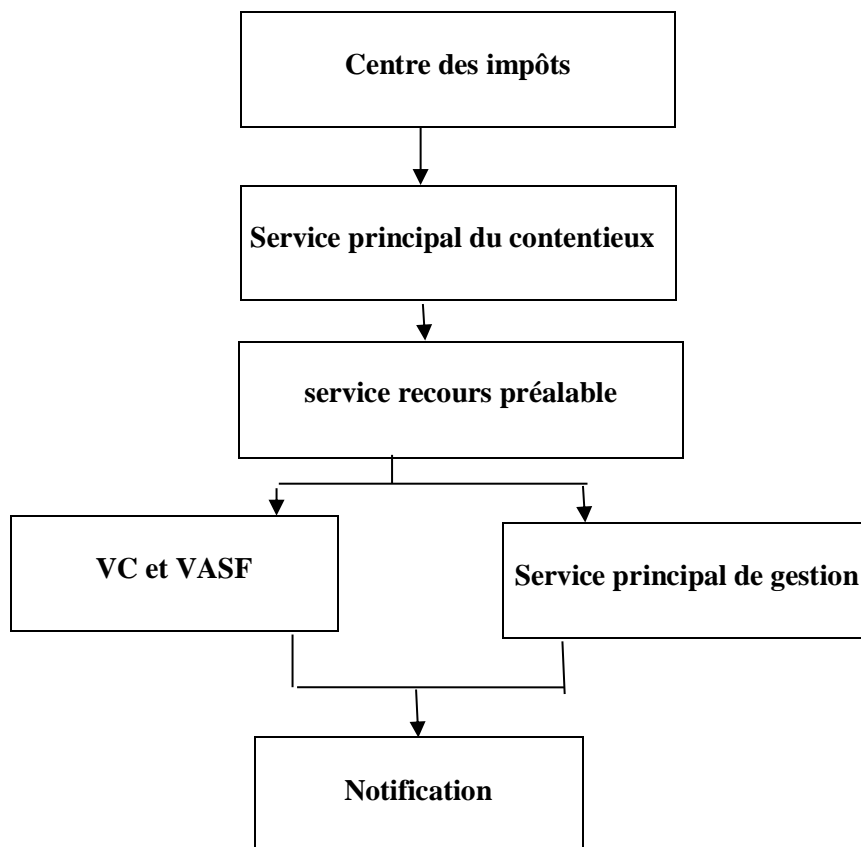 Centre des impôts
Service principal du contentieux
service recours préalable
VC et VASF
Service principal de gestion
Notification